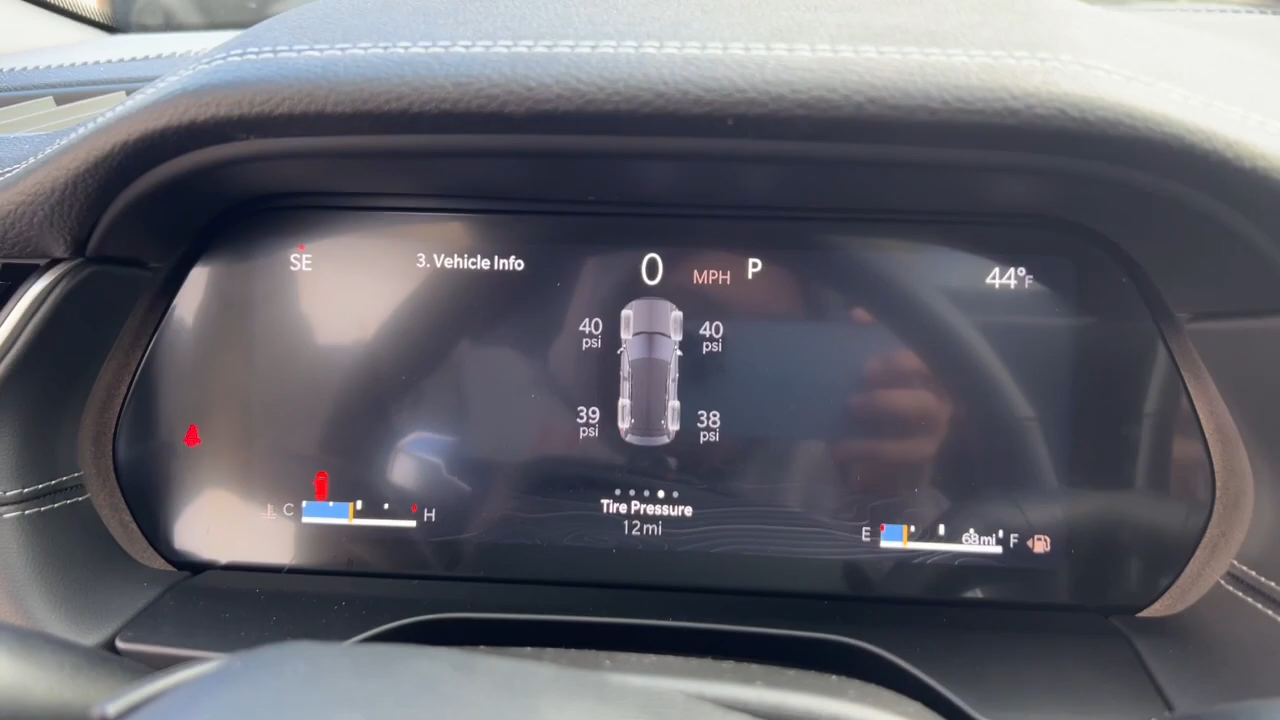 SE
3. Vehicle Info
0 MPH P
44°F
40 psi
40 psi
39 psi
38 psi
Tire Pressure
12mi
C H
E 68mi F